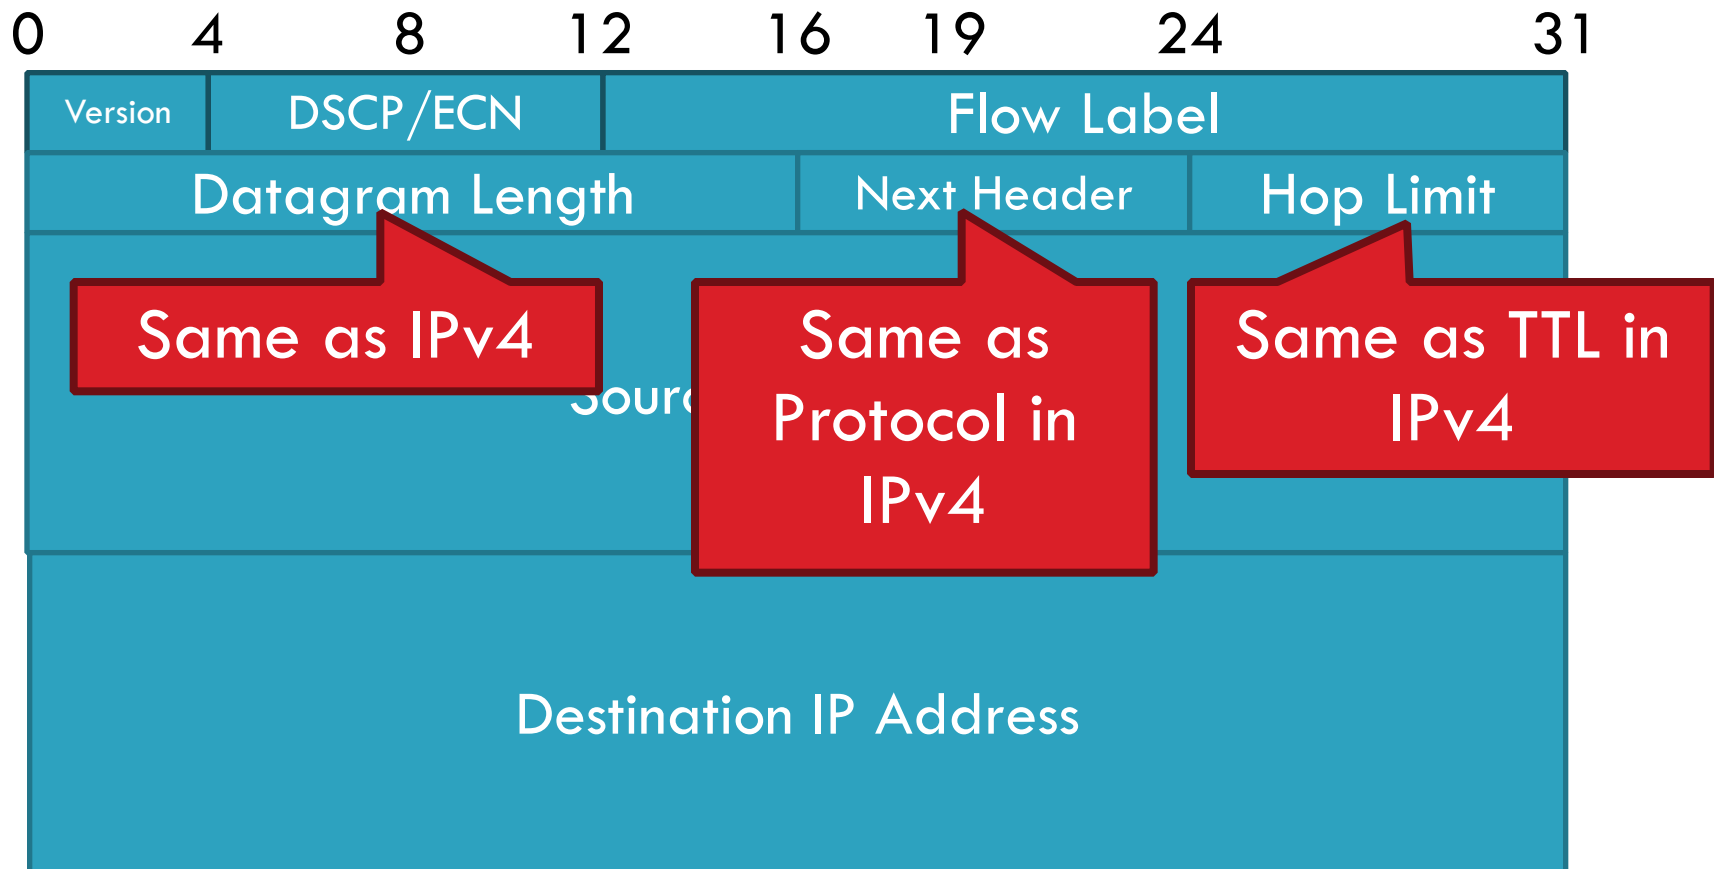 0 4 8 12 16 19 24 31
Version DSCP/ECN Flow Label
Datagram Length Next Header Hop Limit
Same as IPv4
Same as
Protocol in
IPv4
Same as TTL in
IPv4
Destination IP Address